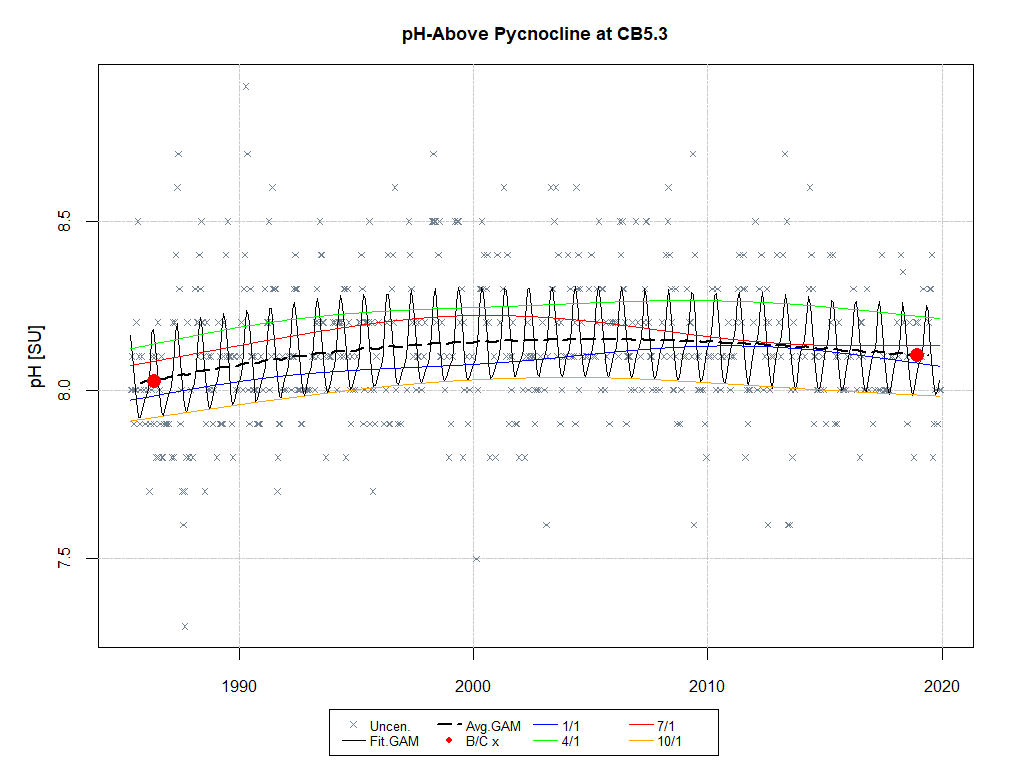 pH-Above Pycnocline at CB5.3
pH [SU]
8.5
8.0
7.5
1990 2000 2010 2020
Uncen. Avg.GAM 1/1 7/1
Fit.GAM B/C x 4/1 10/1